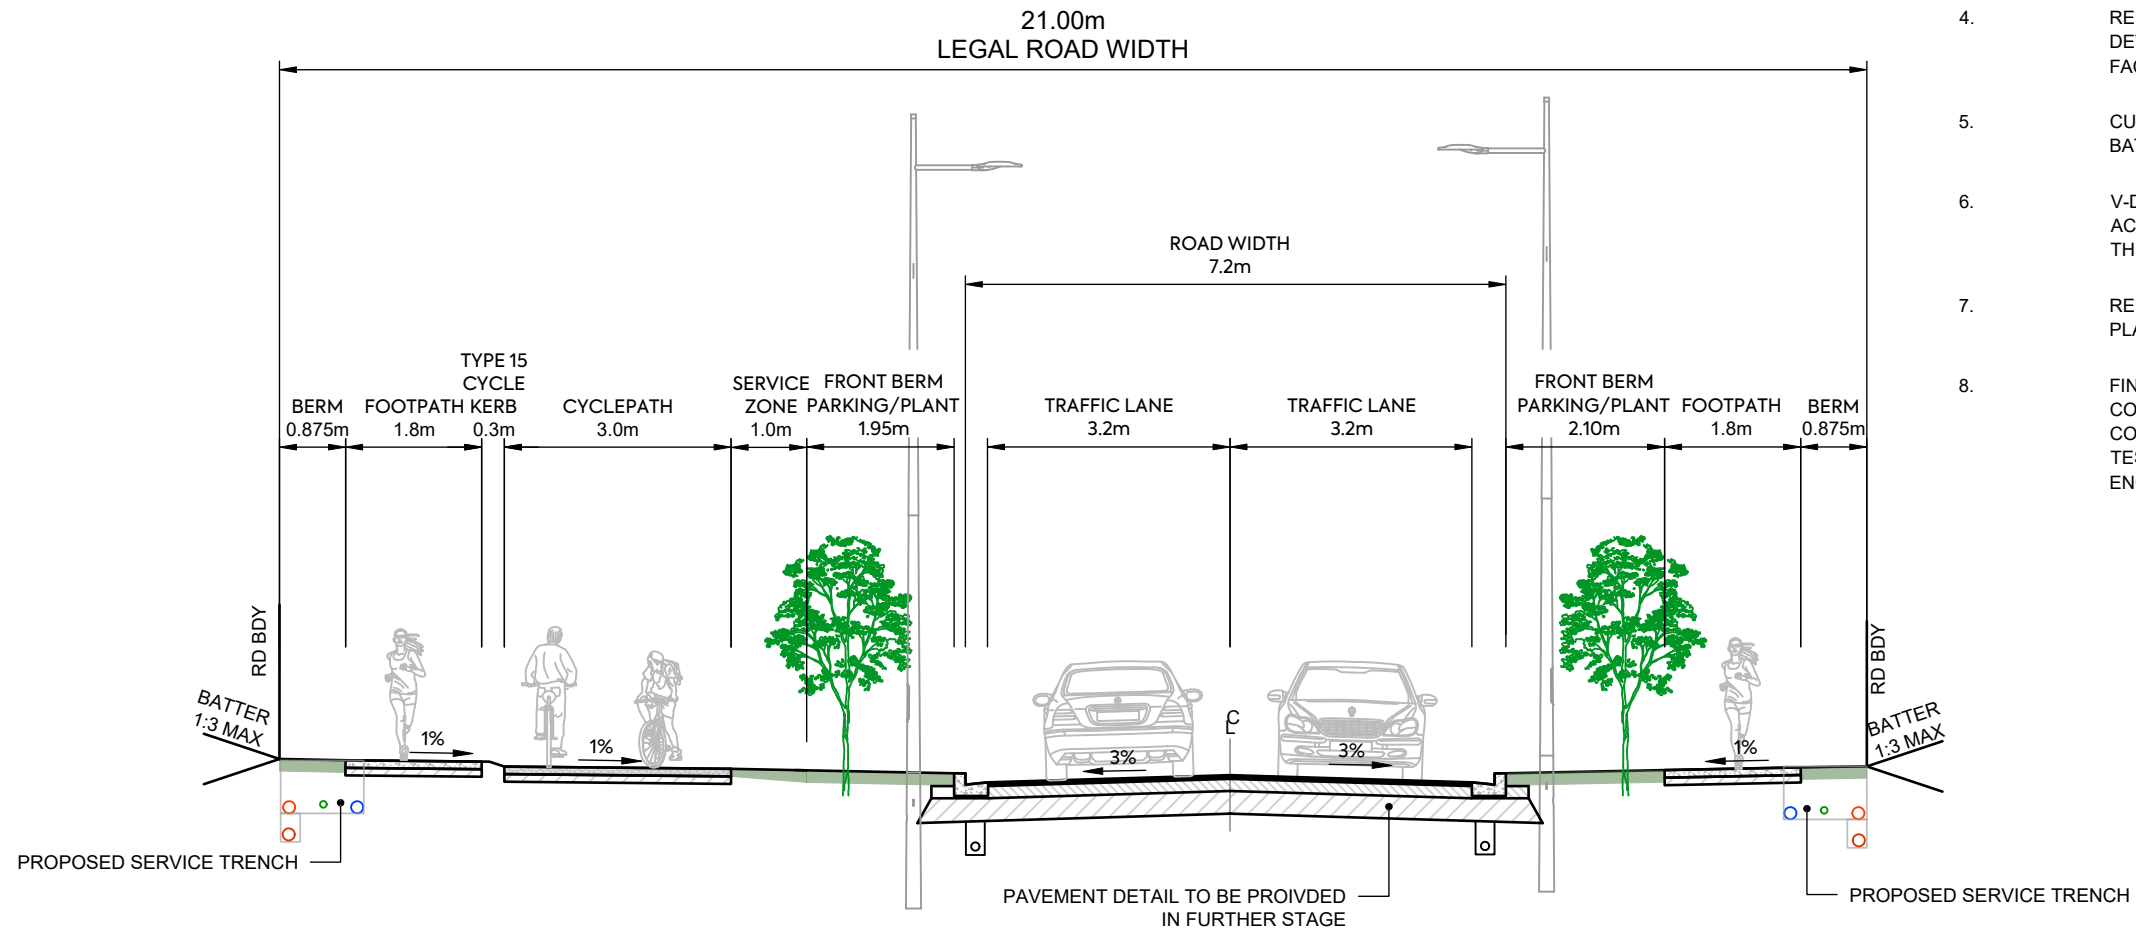 21.00m
LEGAL ROAD WIDTH
ROAD WIDTH
7.2m
BERM
0.875m
FOOTPATH
1.8m
TYPE 15
CYCLE
KERB
0.3m
CYCLEPATH
3.0m
SERVICE
ZONE
1.0m
FRONT BERM
PARKING/PLANT
1.95m
TRAFFIC LANE
3.2m
TRAFFIC LANE
3.2m
FRONT BERM
PARKING/PLANT
2.10m
FOOTPATH
1.8m
BERM
0.875m
RD BDY
BATTER
1:3 MAX
1%
1%
3%
CL
3%
1%
RD BDY
BATTER
1:3 MAX
PROPOSED SERVICE TRENCH
PAVEMENT DETAIL TO BE PROIVDED
IN FURTHER STAGE
PROPOSED SERVICE TRENCH
4.
5.
6.
7.
8.